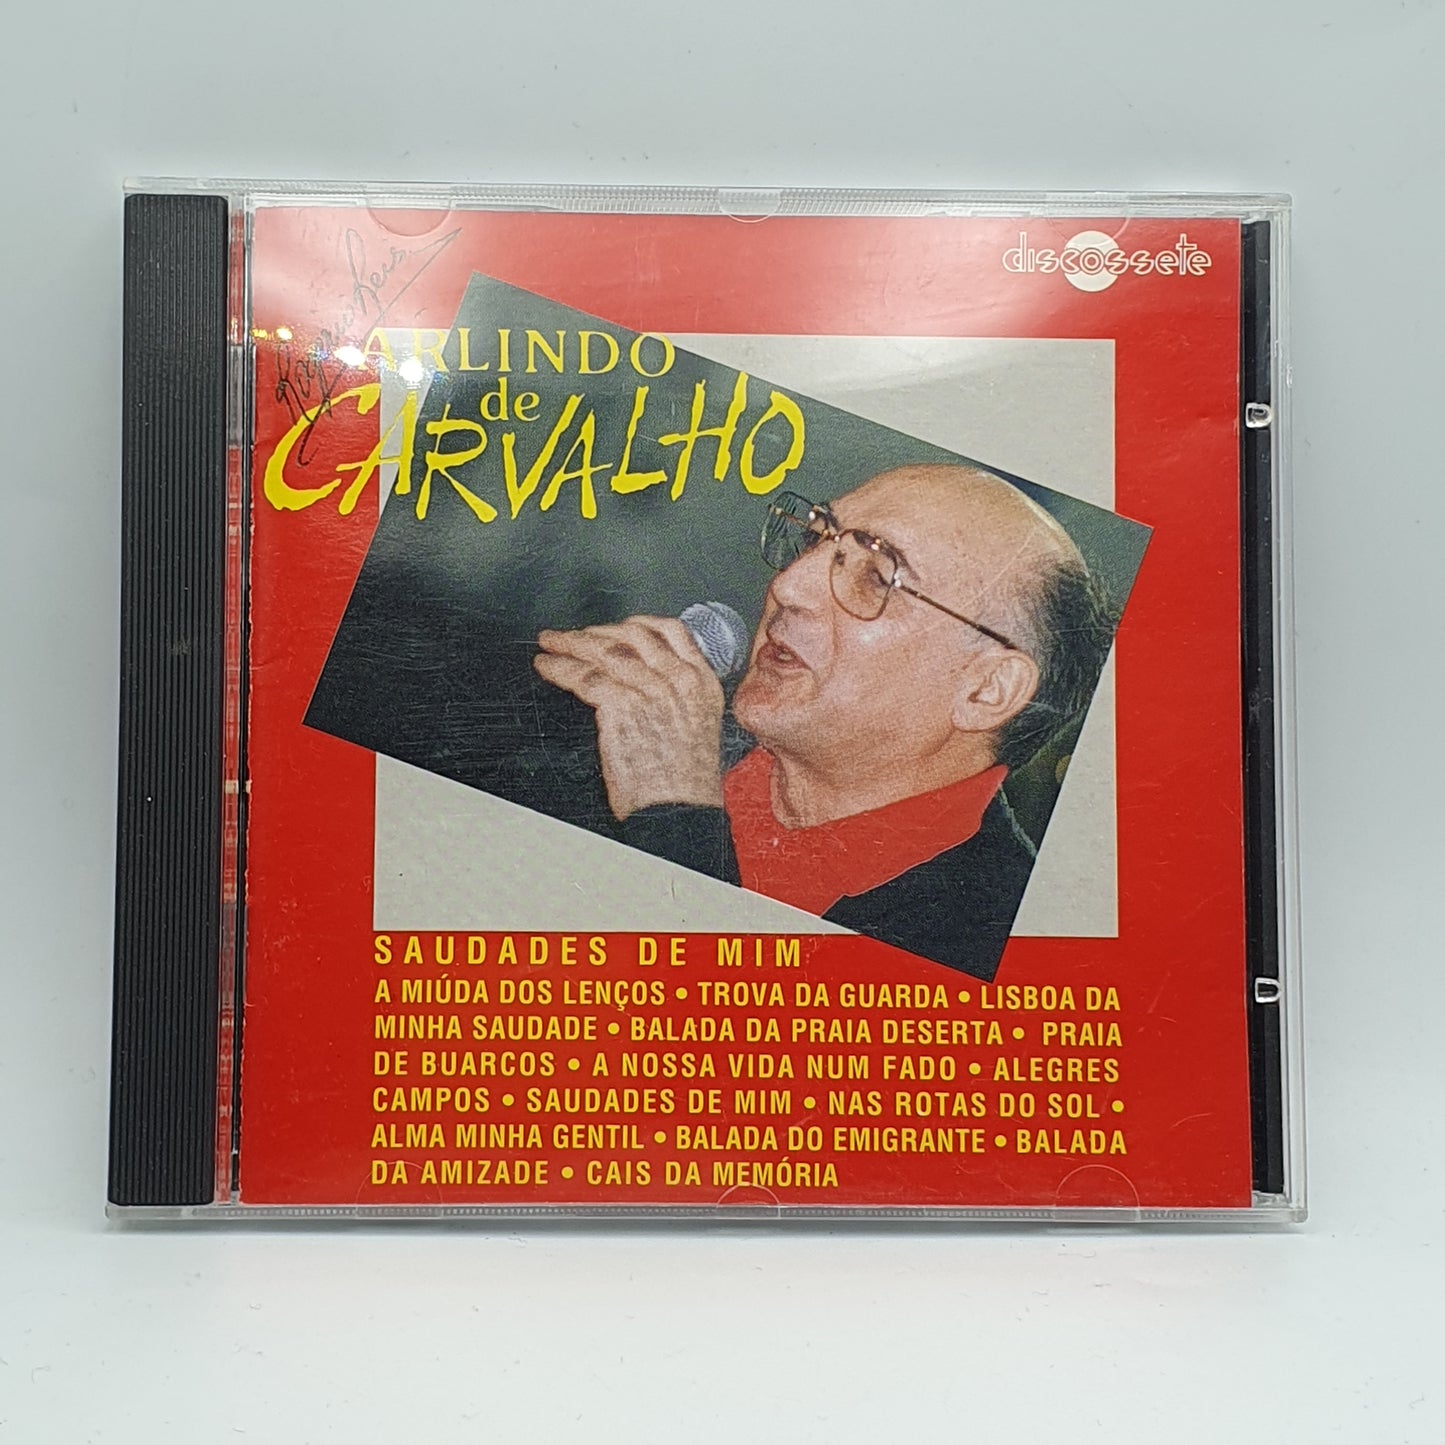 discossete
Rogério Reis
ARLINDO
de
CARVALHO
SAUDADES DE MIM
A MIÚDA DOS LENÇOS • TROVA DA GUARDA • LISBOA DA
MINHA SAUDADE • BALADA DA PRAIA DESERTA • PRAIA
DE BUARCOS • A NOSSA VIDA NUM FADO • ALEGRES
CAMPOS • SAUDADES DE MIM • NAS ROTAS DO SOL •
ALMA MINHA GENTIL • BALADA DO EMIGRANTE • BALADA
DA AMIZADE • CAIS DA MEMÓRIA